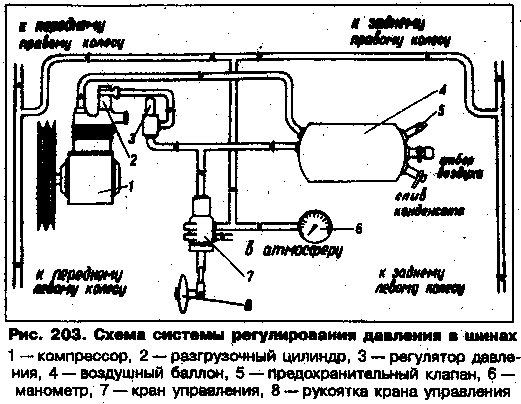 к переднему
правому колесу
к заднему
правому колесу
4
5
3
2
1
отбор
воздуха
слив
конденсата
6
в атмосферу
7
8
к переднему
левому колесу
к заднему
левому колесу
Рис. 203. Схема системы регулирования давления в шинах
1 — компрессор, 2 — разгрузочный цилиндр, 3 — регулятор давле-
ния, 4 — воздушный баллон, 5 — предохранительный клапан, 6 —
манометр, 7 — кран управления, 8 — рукоятка крана управления